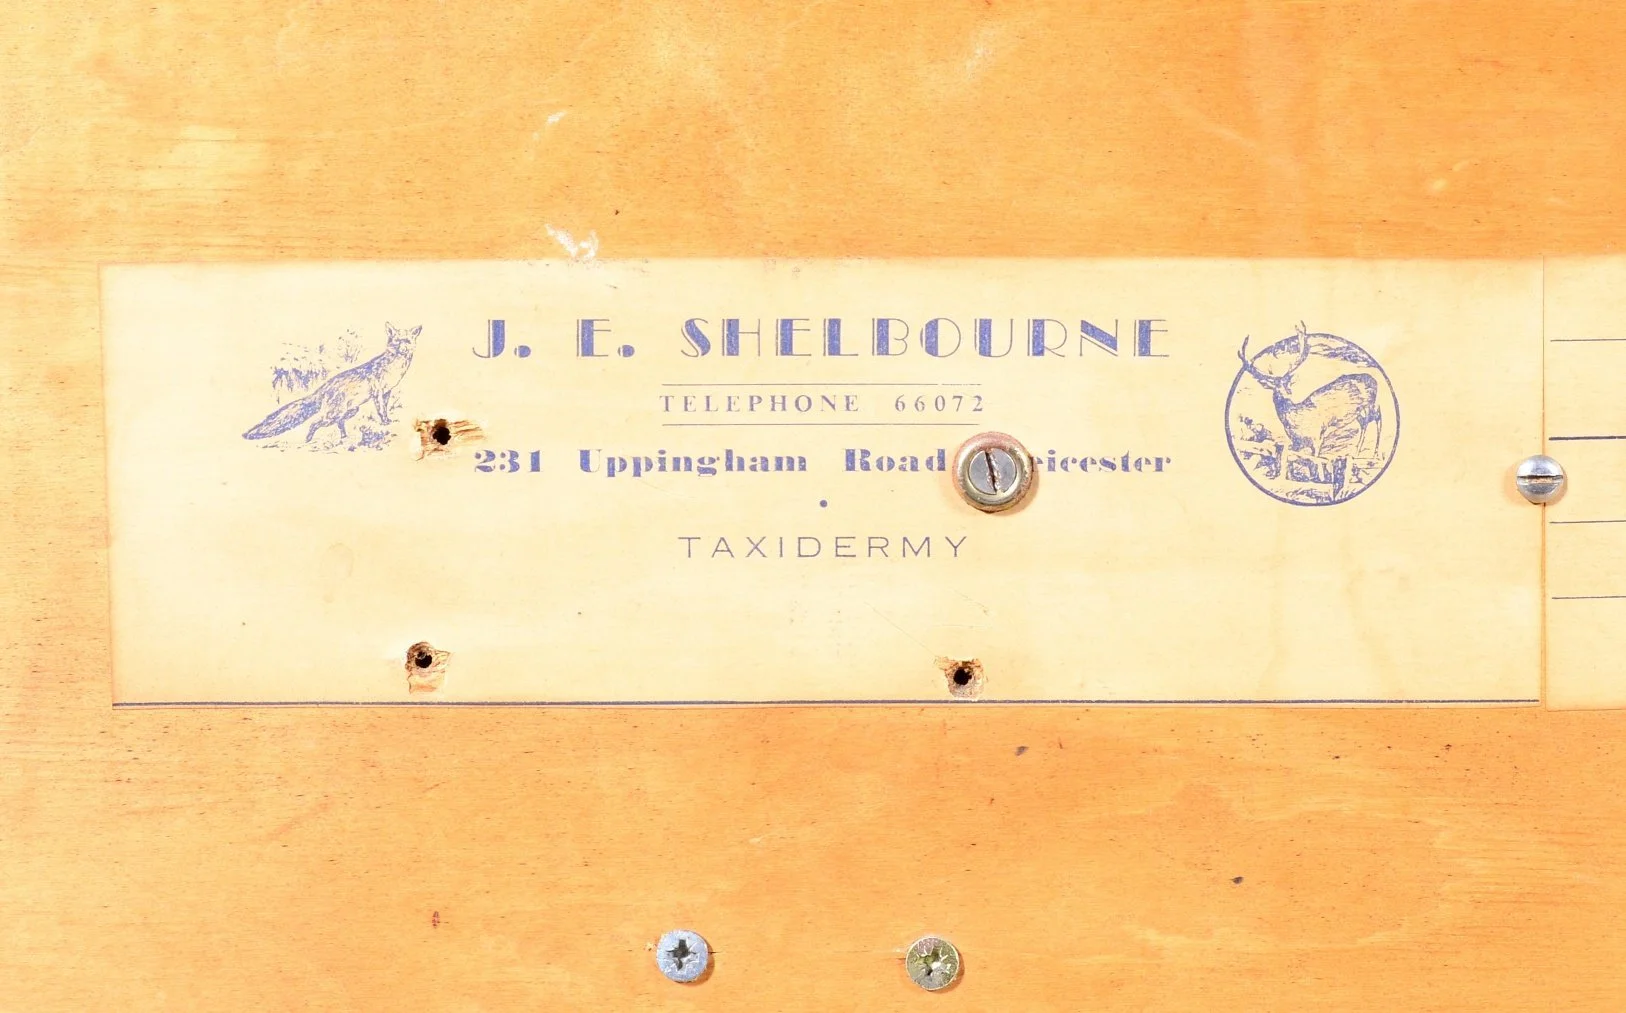 J. E. SHELBOURNE
TELEPHONE 66072
231 Uppingham Road
TAXIDERMY